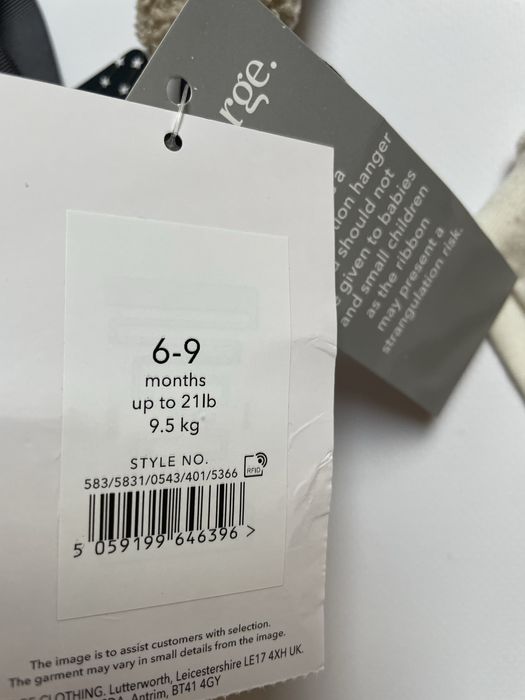 rge.
a
tion hanger
should not
given to babies
and small children
as the ribbon
may present a
strangulation risk.
6-9
months
up to 21lb
9.5 kg
STYLE NO.
583/5831/0543/401/5366
RFID
5 059199 646396 >
The image is to assist customers with selection.
The garment may vary in small details from the image.
CLOTHING, Lutterworth, Leicestershire LE17 4XH UK.
Antrim, BT41 4GY